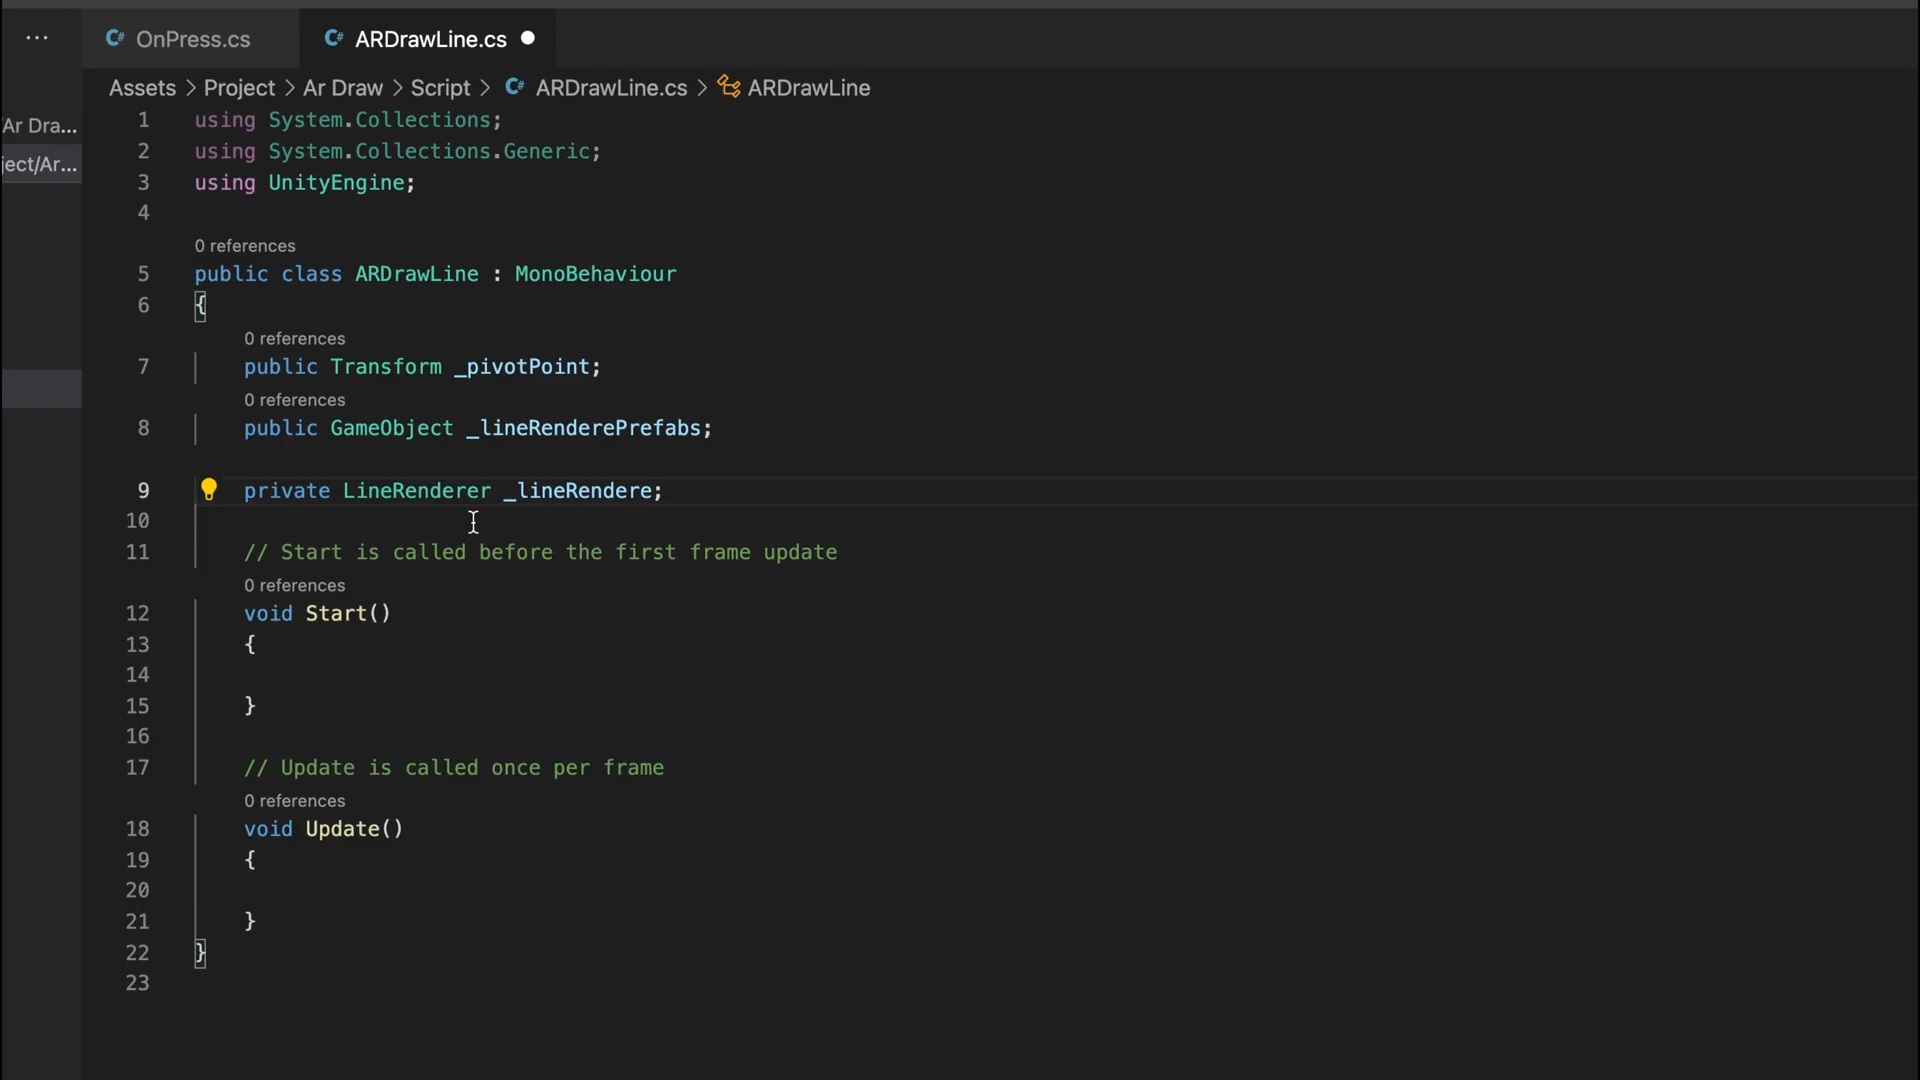 ··· OnPress.cs ARDrawLine.cs
Assets > Project > Ar Draw > Script > ARDrawLine.cs > ARDrawLine
Ar Dra...
ject/Ar...
1 using System.Collections;
2 using System.Collections.Generic;
3 using UnityEngine;
4
0 references
5 public class ARDrawLine : MonoBehaviour
6 {
0 references
7 public Transform _pivotPoint;
0 references
8 public GameObject _lineRenderePrefabs;
9 private LineRenderer _lineRendere;
10
11 // Start is called before the first frame update
0 references
12 void Start()
13 {
14
15 }
16
17 // Update is called once per frame
0 references
18 void Update()
19 {
20
21 }
22 }
23